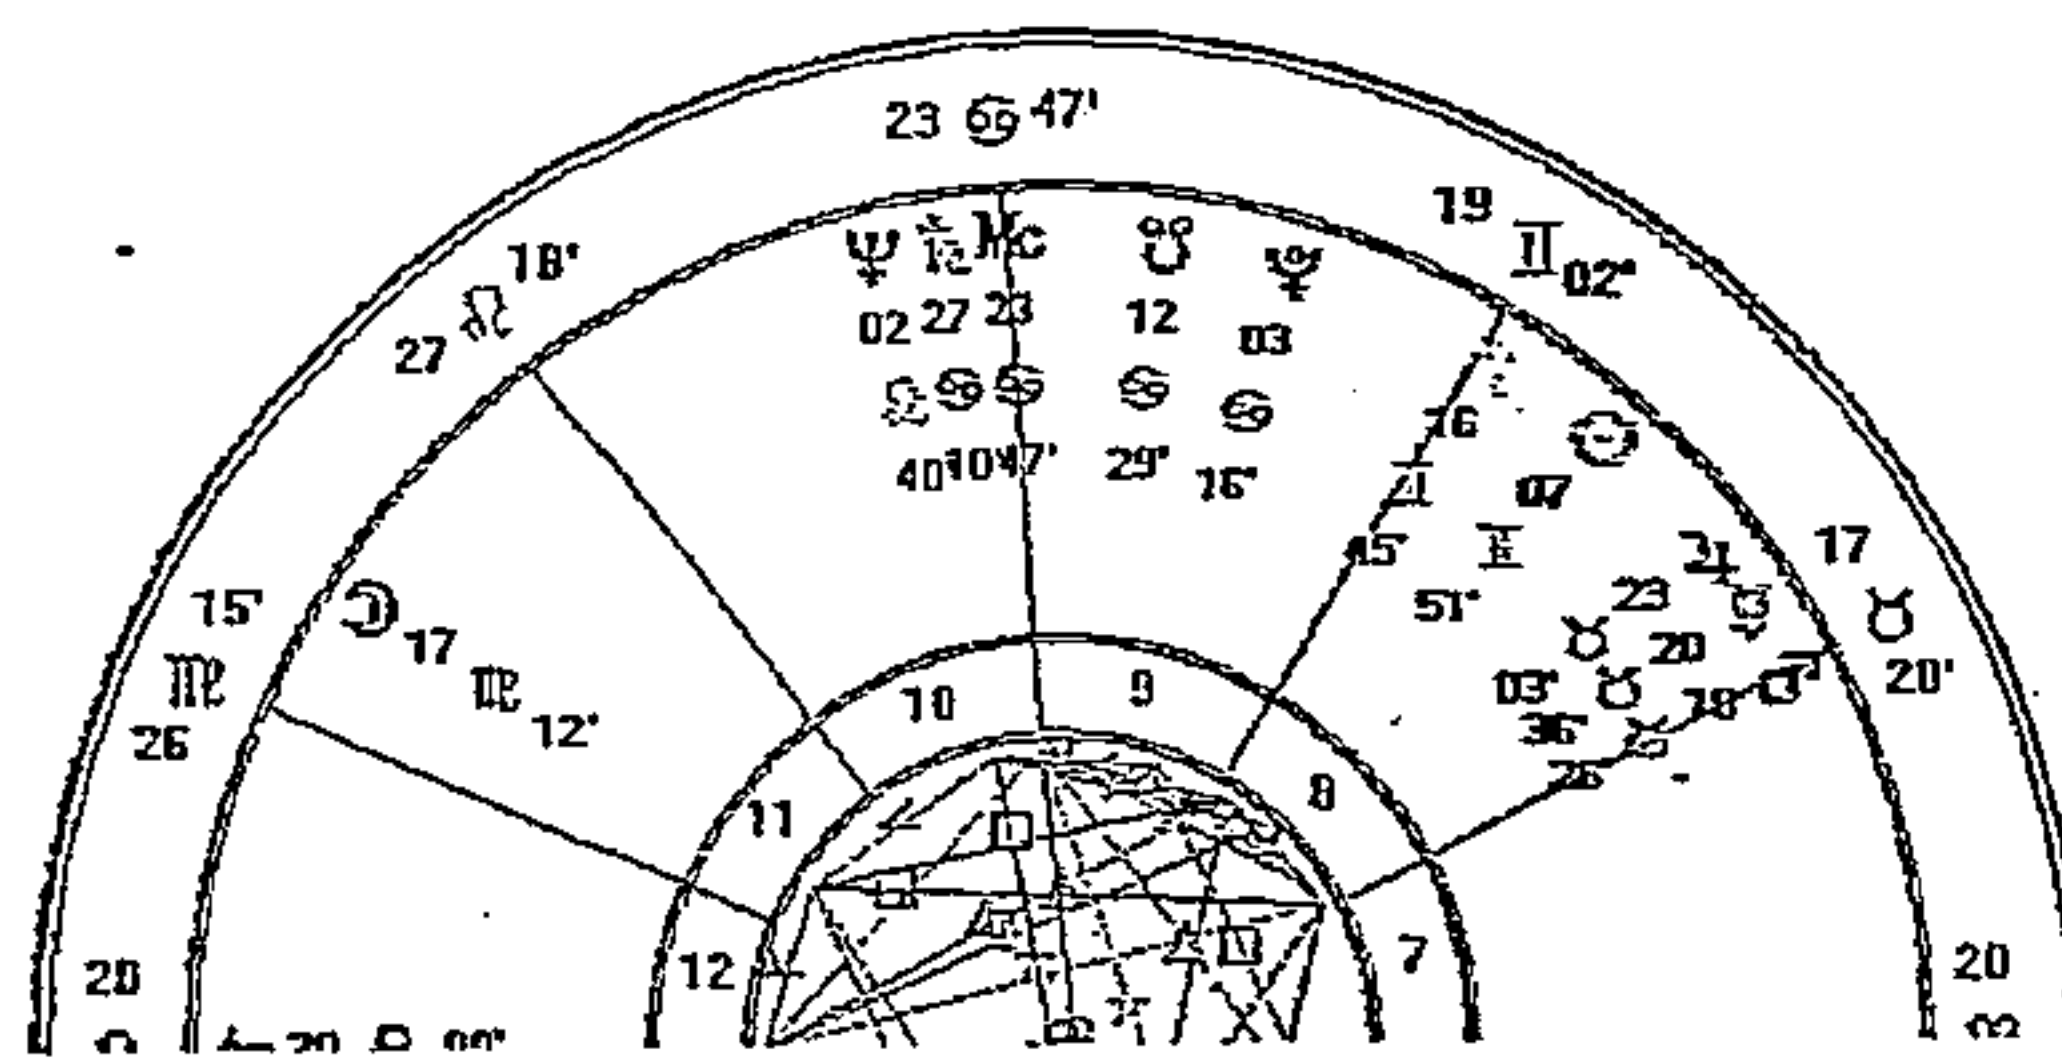 23 ♋ 47'
19 ♊ 02'
18'
27 ♌
♆ Mc ☋ ♇
02 27 23 12 03
♌ ♋ ♋ ♋ ♋
40' 10' 47' 29' 16'
16
♊ 07
45' ♊
51'
☉
17 ♉ 20'
♃
23 ♉ 03'
20 ♉ 36'
18 ♉ 26'
15'
♍
26
☽ 17 ♍ 12'
10 9
11 8
12 7
20
20